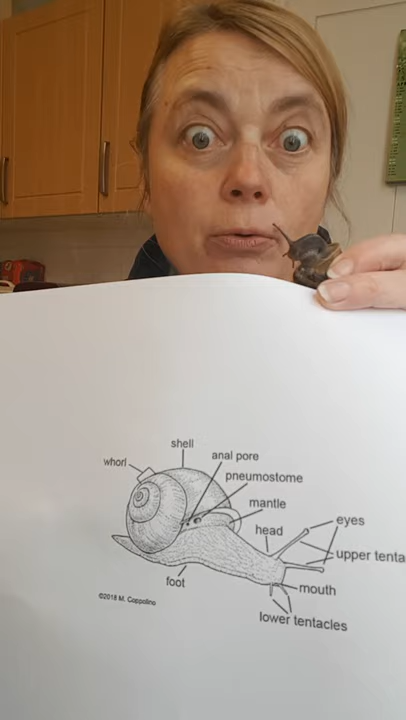 shell
anal pore
whorl
pneumostome
mantle
eyes
head
upper tenta
foot
mouth
©2018 M. Coppolino
lower tentacles